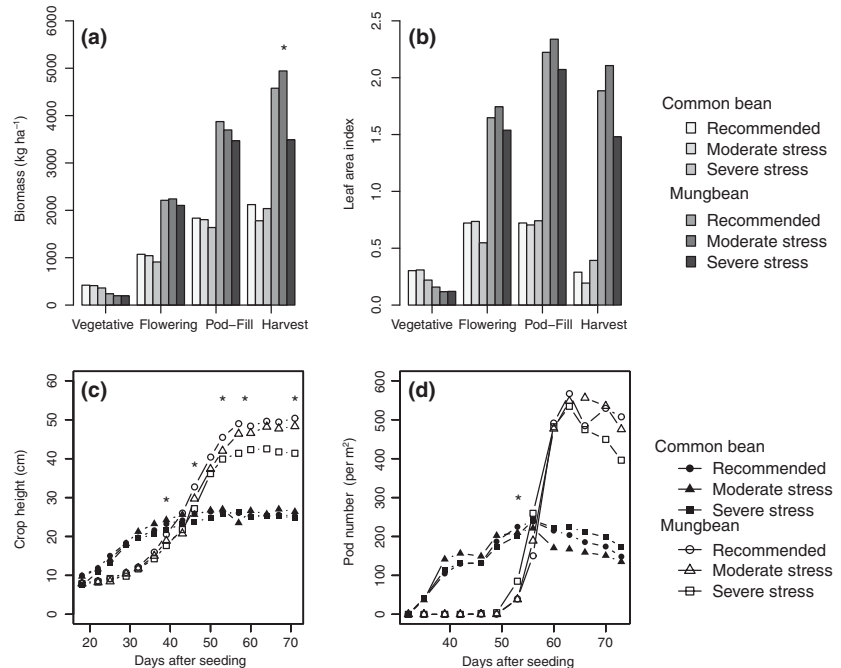 (a)
*
Biomass (kg ha⁻¹)
0
1000
2000
3000
4000
5000
6000
Vegetative
Flowering
Pod–Fill
Harvest
(b)
Leaf area index
0.0
0.5
1.0
1.5
2.0
2.5
Vegetative
Flowering
Pod–Fill
Harvest
Common bean
Recommended
Moderate stress
Severe stress
Mungbean
Recommended
Moderate stress
Severe stress
(c)
* * *
*
*
Crop height (cm)
0
10
20
30
40
50
60
20 30 40 50 60 70
Days after seeding
(d)
*
Pod number (per m²)
0
100
200
300
400
500
600
40 50 60 70
Days after seeding
Common bean
Recommended
Moderate stress
Severe stress
Mungbean
Recommended
Moderate stress
Severe stress